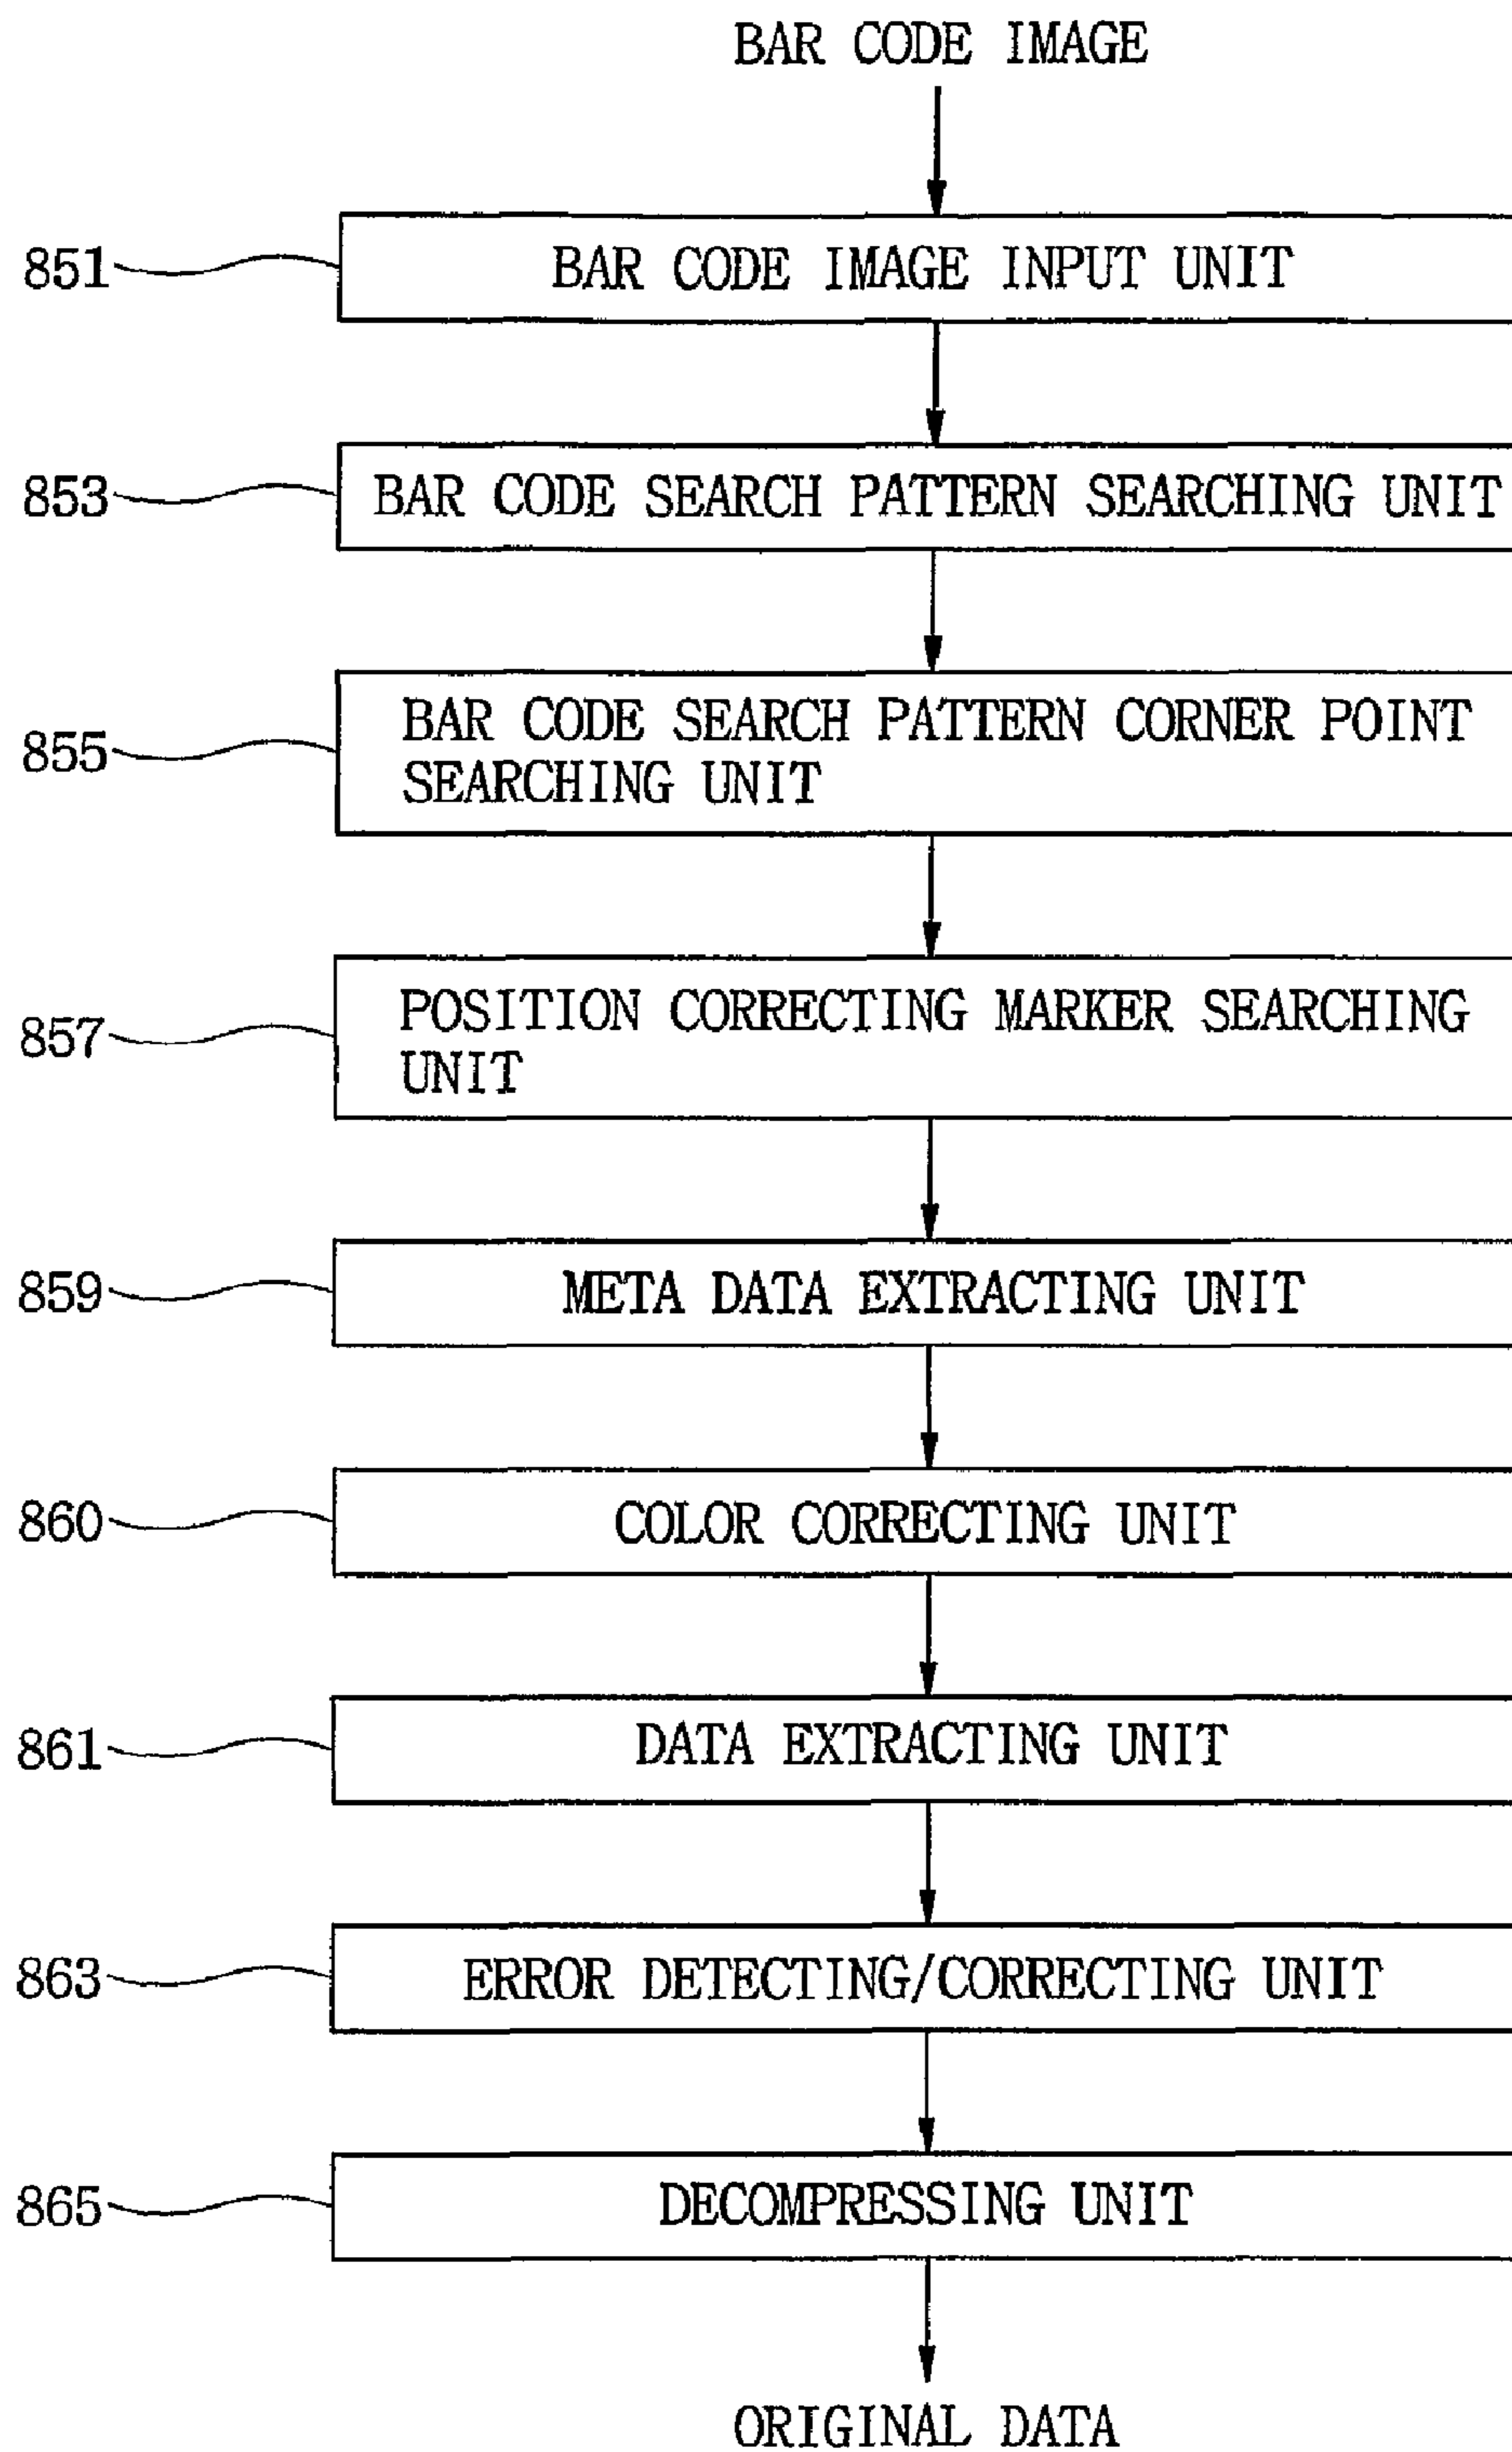 BAR CODE IMAGE
851 BAR CODE IMAGE INPUT UNIT
853 BAR CODE SEARCH PATTERN SEARCHING UNIT
855 BAR CODE SEARCH PATTERN CORNER POINT
SEARCHING UNIT
857 POSITION CORRECTING MARKER SEARCHING
UNIT
859 META DATA EXTRACTING UNIT
860 COLOR CORRECTING UNIT
861 DATA EXTRACTING UNIT
863 ERROR DETECTING/CORRECTING UNIT
865 DECOMPRESSING UNIT
ORIGINAL DATA